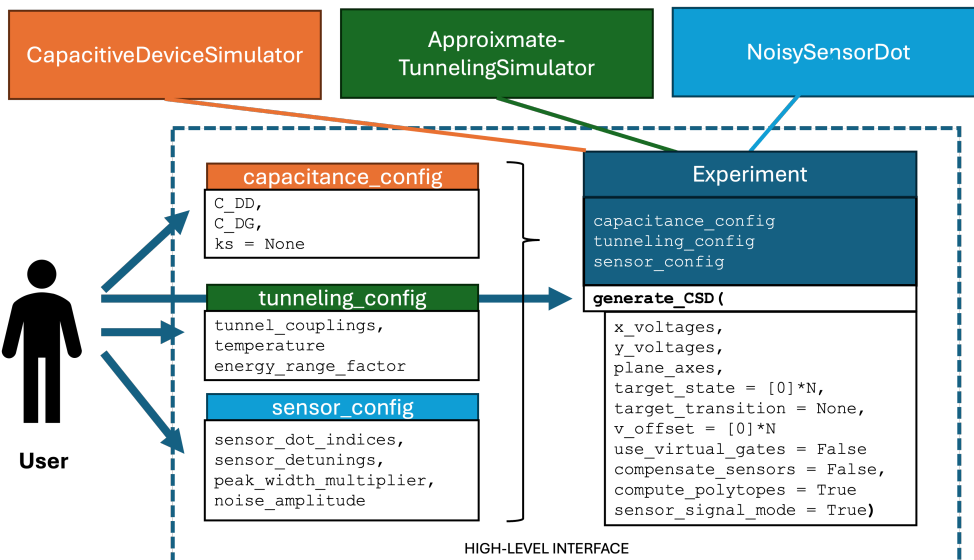 CapacitiveDeviceSimulator
Approixmate-
TunnelingSimulator
NoisySensorDot
capacitance_config
C_DD,
C_DG,
ks = None
tunneling_config
tunnel_couplings,
temperature
energy_range_factor
sensor_config
sensor_dot_indices,
sensor_detunings,
peak_width_multiplier,
noise_amplitude
User
Experiment
capacitance_config
tunneling_config
sensor_config
generate_CSD(
x_voltages,
y_voltages,
plane_axes,
target_state = [0]*N,
target_transition = None,
v_offset = [0]*N
use_virtual_gates = False
compensate_sensors = False,
compute_polytopes = True
sensor_signal_mode = True)
HIGH-LEVEL INTERFACE